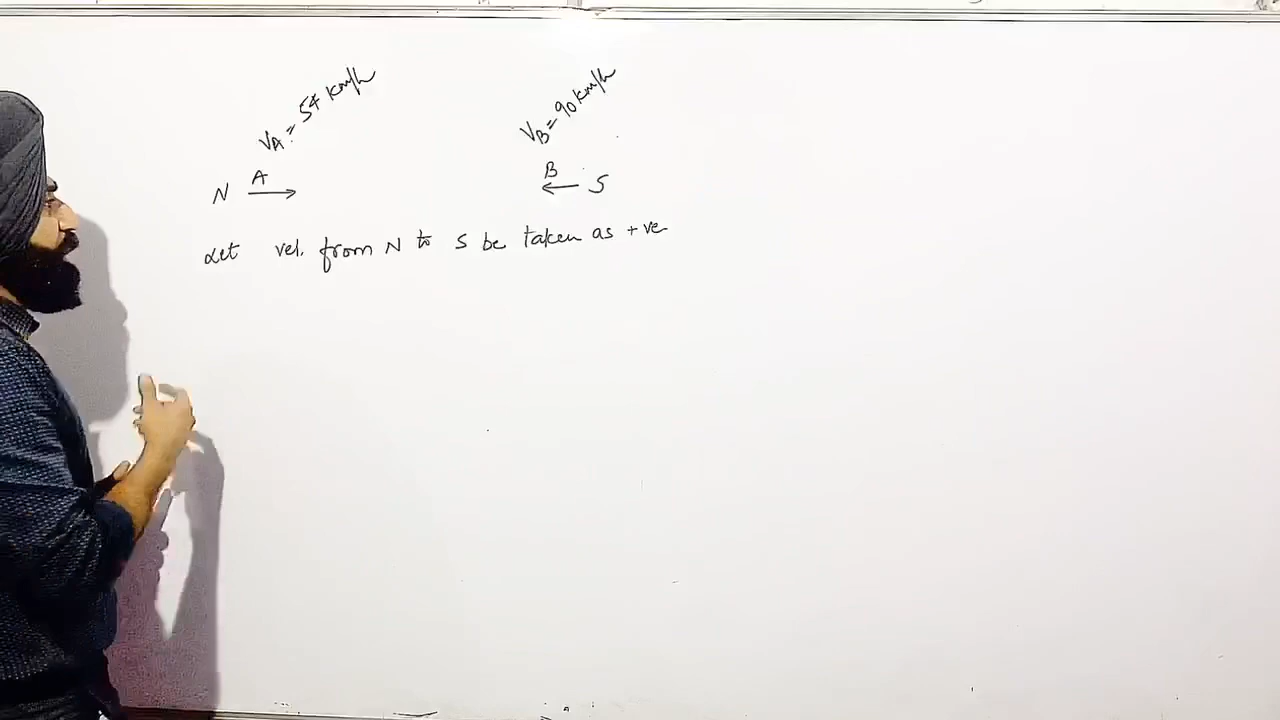 VA = 54 km/h VB = 90 km/h
N A → B ← S
Let vel. from N to S be taken as +ve